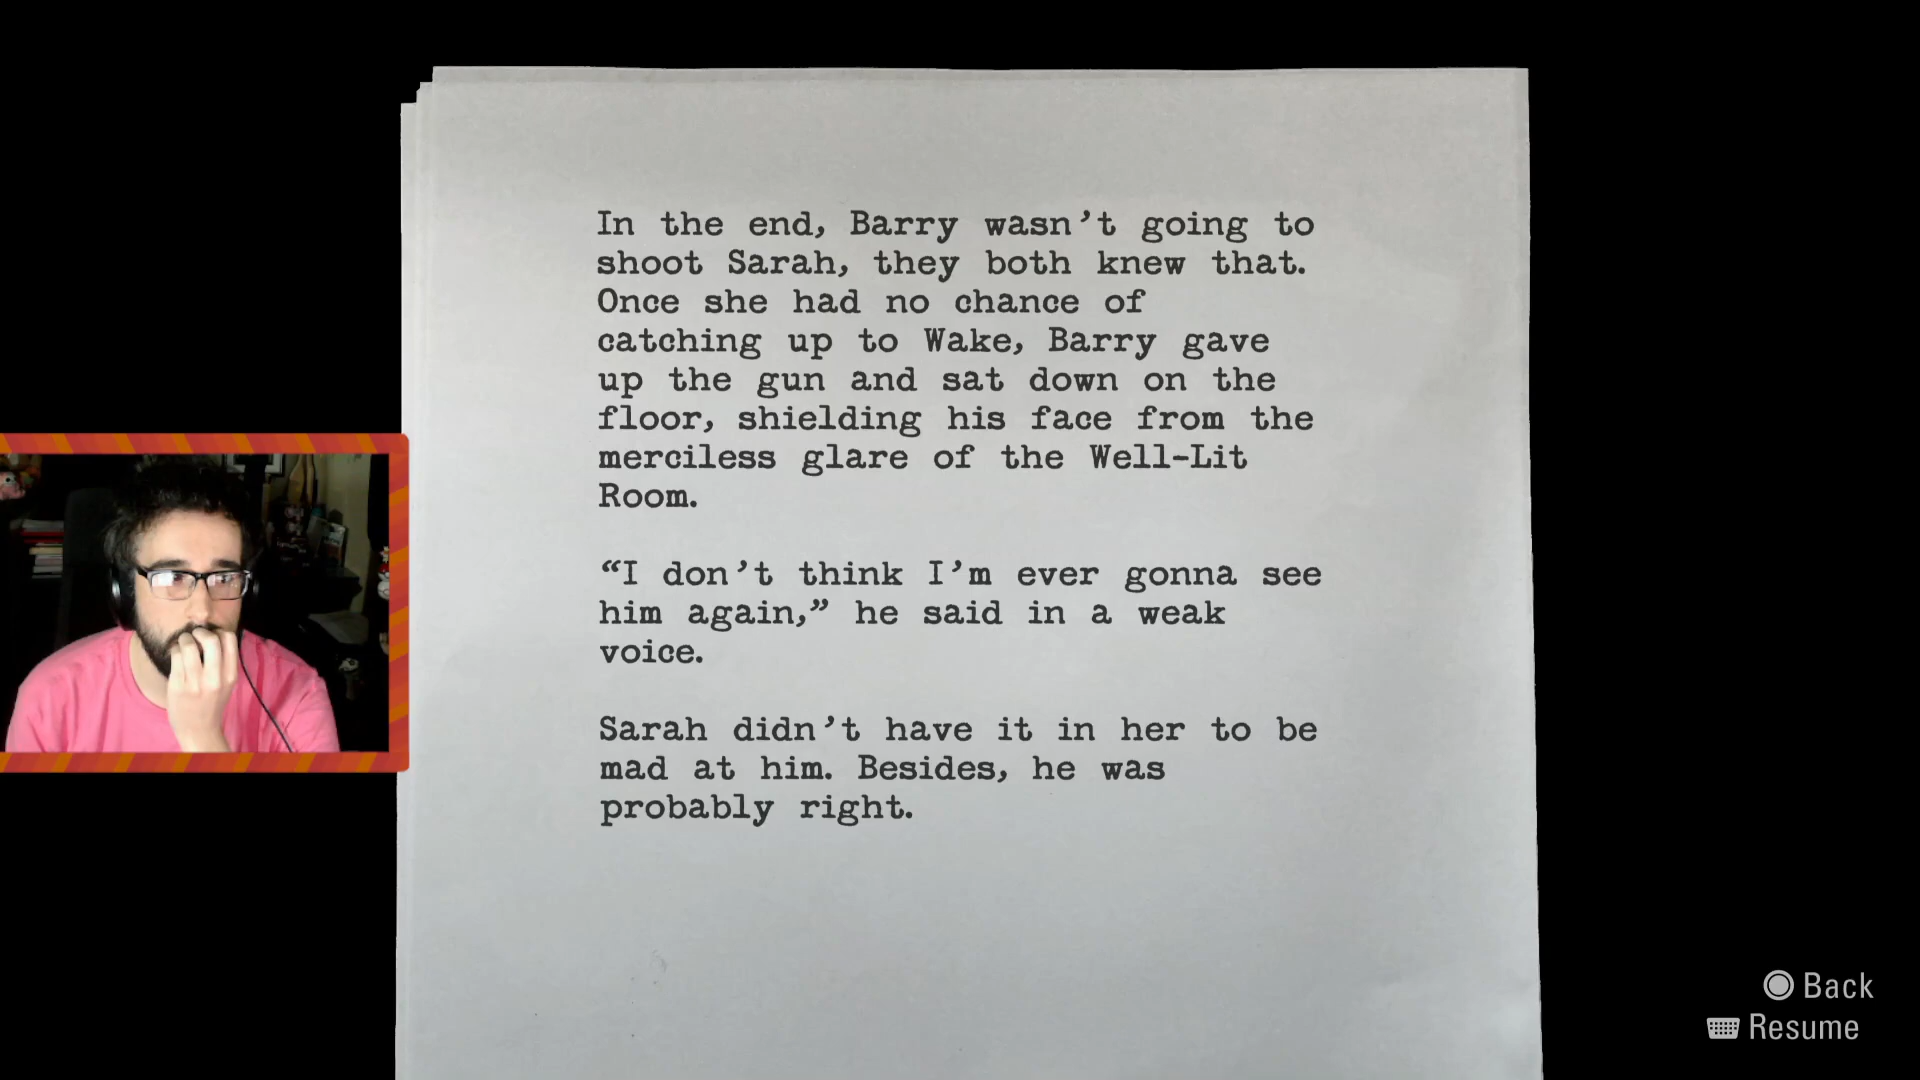 In the end, Barry wasn’t going to
shoot Sarah, they both knew that.
Once she had no chance of
catching up to Wake, Barry gave
up the gun and sat down on the
floor, shielding his face from the
merciless glare of the Well-Lit
Room.
“I don’t think I’m ever gonna see
him again,” he said in a weak
voice.
Sarah didn’t have it in her to be
mad at him. Besides, he was
probably right.
Back
Resume